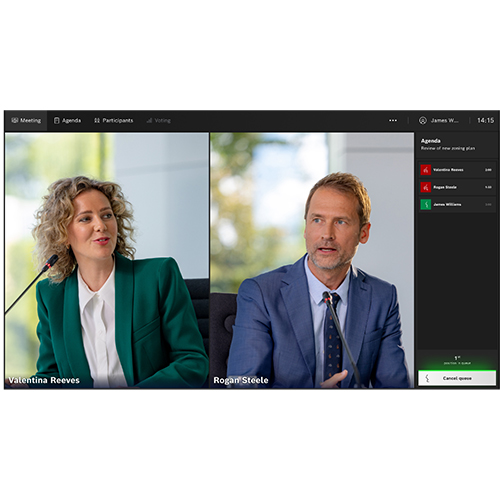 Meeting
Agenda
Participants
Voting
•••
James W...
14:15
Agenda
Review of new zoning plan
Valentina Reeves
Rogan Steele
James Williams
Valentina Reeves
Rogan Steele
1st
Cancel queue